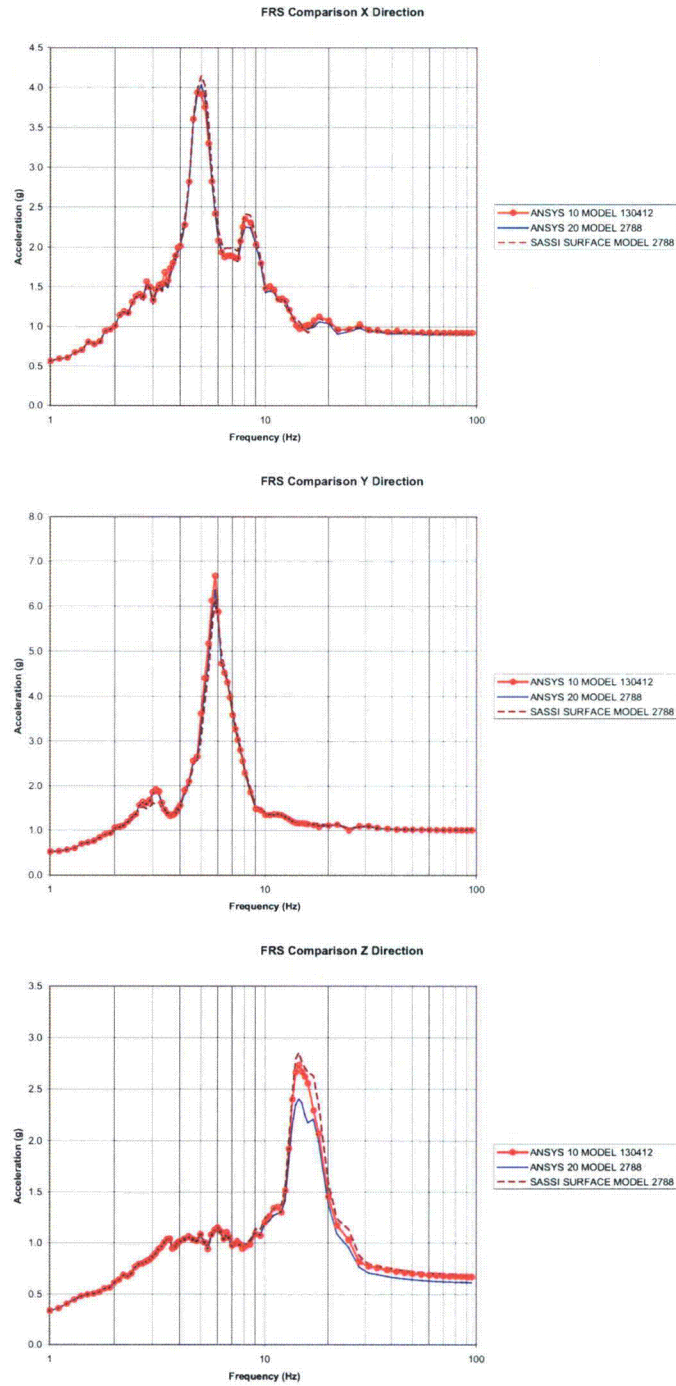 FRS Comparison X Direction
4.5
4.0
3.5
3.0
2.5
2.0
1.5
1.0
0.5
0.0
Acceleration (g)
1
10
100
Frequency (Hz)
ANSYS 10 MODEL 130412
ANSYS 20 MODEL 2788
SASSI SURFACE MODEL 2788
FRS Comparison Y Direction
8.0
7.0
6.0
5.0
4.0
3.0
2.0
1.0
0.0
Acceleration (g)
1
10
100
Frequency (Hz)
ANSYS 10 MODEL 130412
ANSYS 20 MODEL 2788
SASSI SURFACE MODEL 2788
FRS Comparison Z Direction
3.5
3.0
2.5
2.0
1.5
1.0
0.5
0.0
Acceleration (g)
1
10
100
Frequency (Hz)
ANSYS 10 MODEL 130412
ANSYS 20 MODEL 2788
SASSI SURFACE MODEL 2788